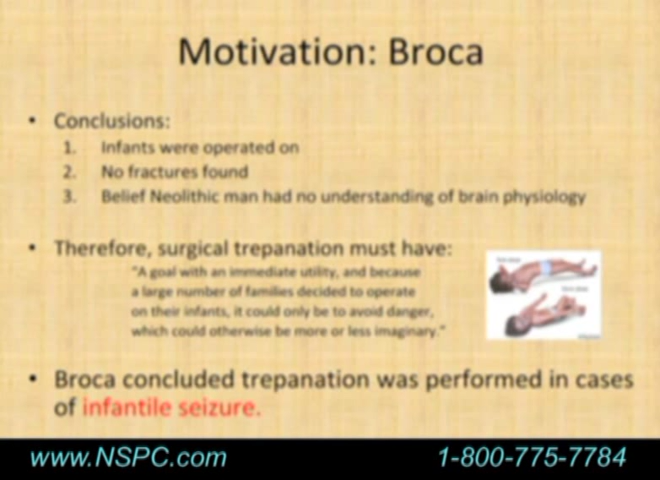 Motivation: Broca
• Conclusions:
1. Infants were operated on
2. No fractures found
3. Belief Neolithic man had no understanding of brain physiology
• Therefore, surgical trepanation must have:
"A goal with an immediate utility, and because
a large number of families decided to operate
on their infants, it could only be to avoid danger,
which could otherwise be more or less imaginary."
• Broca concluded trepanation was performed in cases
of infantile seizure.
www.NSPC.com 1-800-775-7784